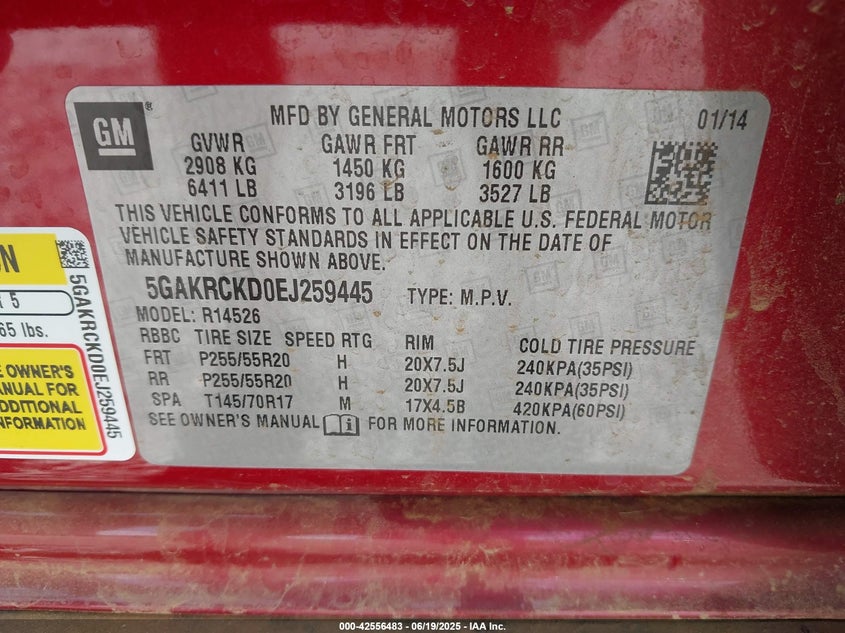 GM
MFD BY GENERAL MOTORS LLC 01/14
GVWR GAWR FRT GAWR RR
2908 KG 1450 KG 1600 KG
6411 LB 3196 LB 3527 LB
THIS VEHICLE CONFORMS TO ALL APPLICABLE U.S. FEDERAL MOTOR
VEHICLE SAFETY STANDARDS IN EFFECT ON THE DATE OF
MANUFACTURE SHOWN ABOVE.
5GAKRCKD0EJ259445 TYPE: M.P.V.
MODEL: R14526
RBBC TIRE SIZE SPEED RTG RIM COLD TIRE PRESSURE
FRT P255/55R20 H 20X7.5J 240KPA(35PSI)
RR P255/55R20 H 20X7.5J 240KPA(35PSI)
SPA T145/70R17 M 17X4.5B 420KPA(60PSI)
SEE OWNER'S MANUAL FOR MORE INFORMATION.
5
65 lbs.
OWNER'S
MANUAL FOR
ADDITIONAL
INFORMATION
5GAKRCKD0EJ259445
000-42556483 - 06/19/2025 - IAA Inc.